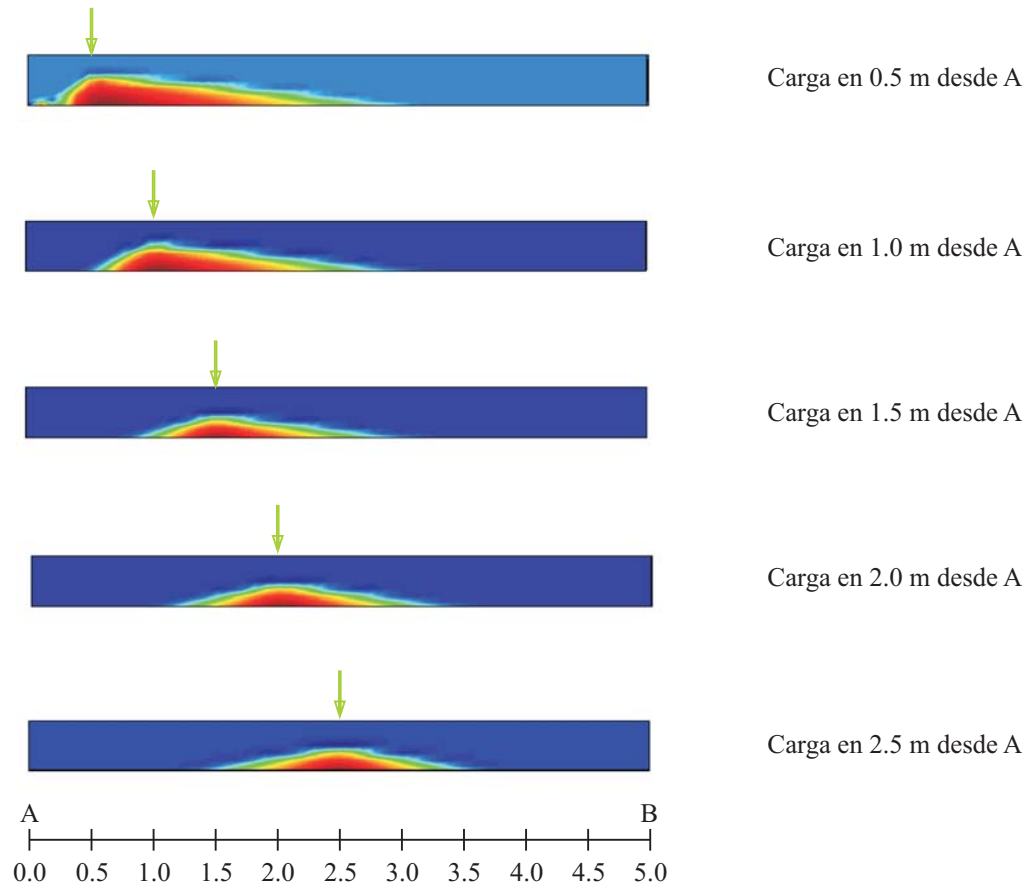 Carga en 0.5 m desde A
Carga en 1.0 m desde A
Carga en 1.5 m desde A
Carga en 2.0 m desde A
Carga en 2.5 m desde A
A B
0.0 0.5 1.0 1.5 2.0 2.5 3.0 3.5 4.0 4.5 5.0